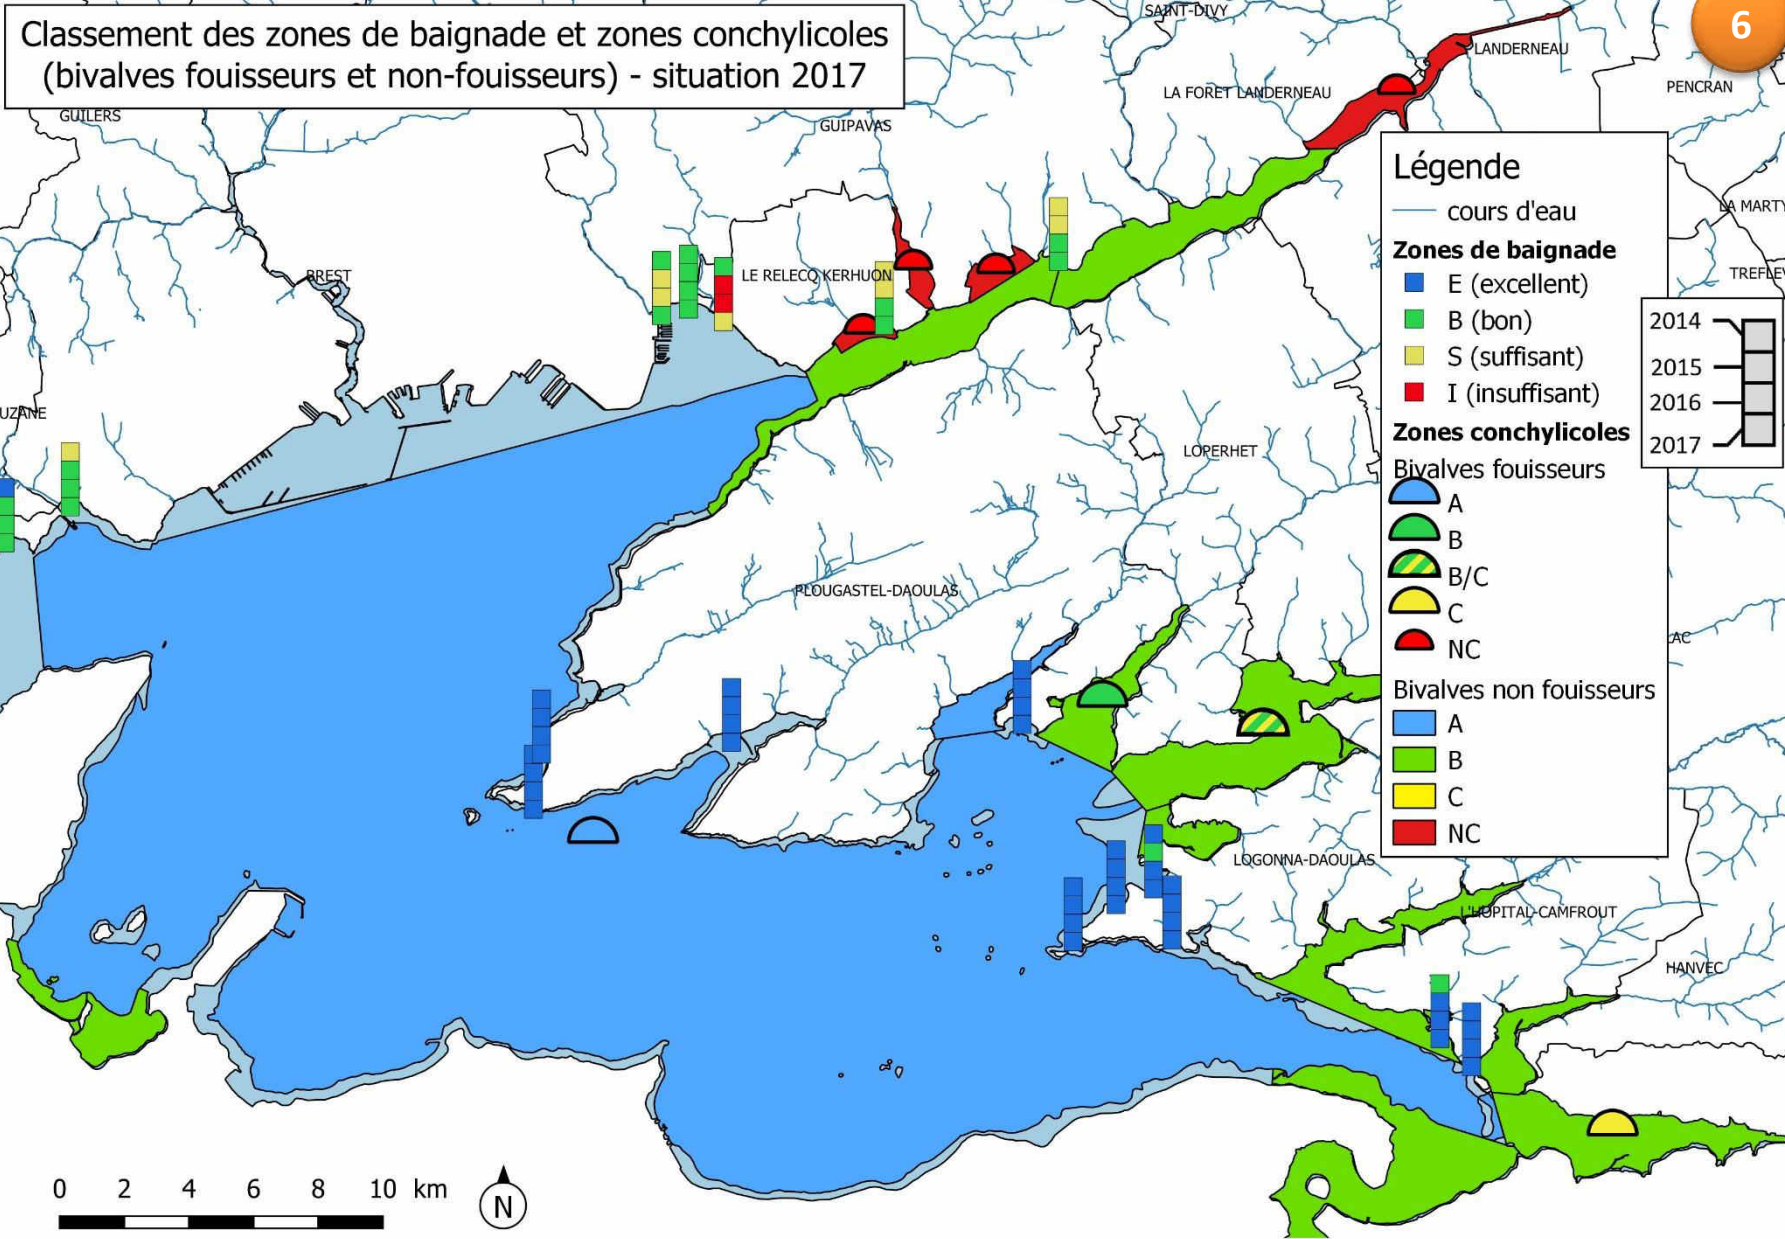 Classement des zones de baignade et zones conchylicoles
(bivalves fouisseurs et non-fouisseurs) - situation 2017
6
SAINT-DIVY
LANDERNEAU
LA FORET LANDERNEAU
PENCRAN
GUILERS
GUIPAVAS
LA MARTY
BREST
LE RELECQ KERHUON
TREFLEV
UZANE
LOPERHET
PLOUGASTEL-DAOULAS
AC
LOGONNA-DAOULAS
L'HOPITAL-CAMFROUT
HANVEC
Légende
cours d'eau
Zones de baignade
E (excellent)
B (bon)
S (suffisant)
I (insuffisant)
Zones conchylicoles
Bivalves fouisseurs
A
B
B/C
C
NC
Bivalves non fouisseurs
A
B
C
NC
2014
2015
2016
2017
0 2 4 6 8 10 km
N